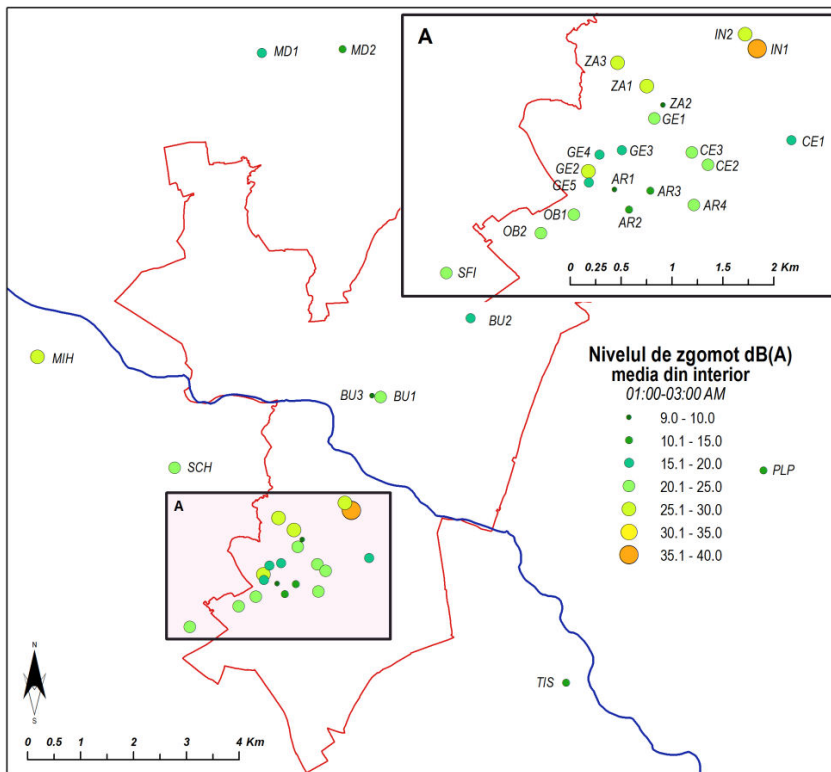 A
MD1
MD2
IN2
IN1
ZA3
ZA1
ZA2
GE1
CE1
GE4
GE3
CE3
CE2
GE2
GE5
AR1
AR3
OB1
AR2
AR4
OB2
SFI
0 0.25 0.5 1 2 Km
BU2
MIH
BU3
BU1
SCH
PLP
TIS
Nivelul de zgomot dB(A)
media din interior
01:00-03:00 AM
9.0 - 10.0
10.1 - 15.0
15.1 - 20.0
20.1 - 25.0
25.1 - 30.0
30.1 - 35.0
35.1 - 40.0
A
N
S
0 0.5 1 2 3 4 Km